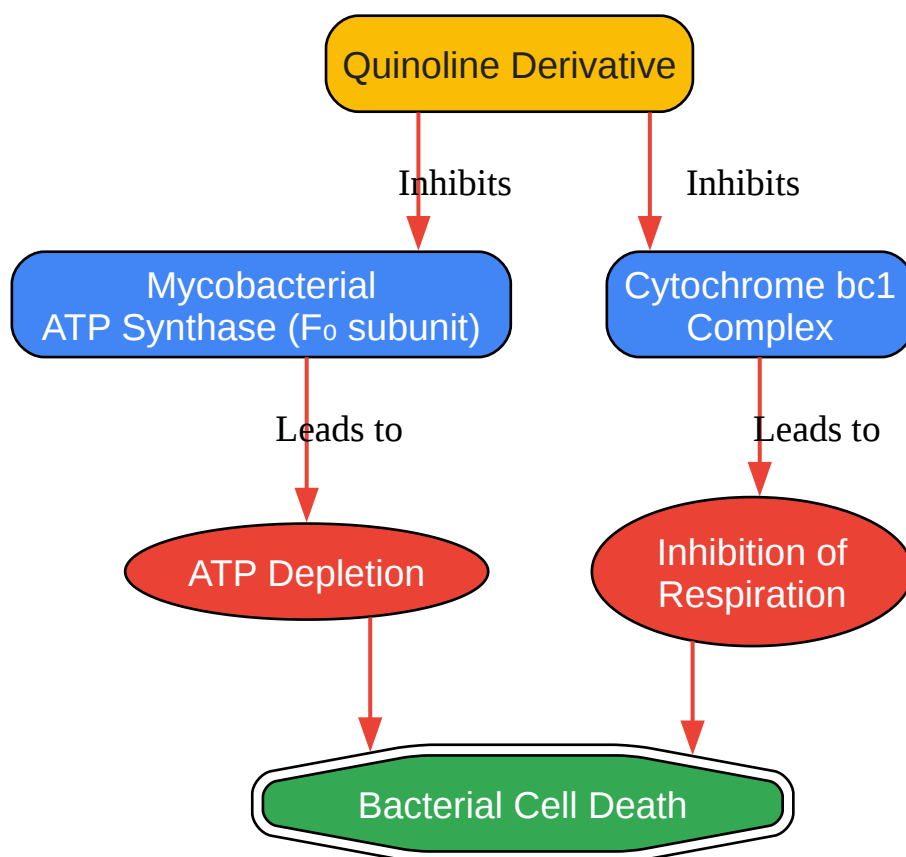 Quinoline Derivative
Inhibits
Inhibits
Mycobacterial
ATP Synthase (F₀ subunit)
Cytochrome bc1
Complex
Leads to
Leads to
ATP Depletion
Inhibition of
Respiration
Bacterial Cell Death